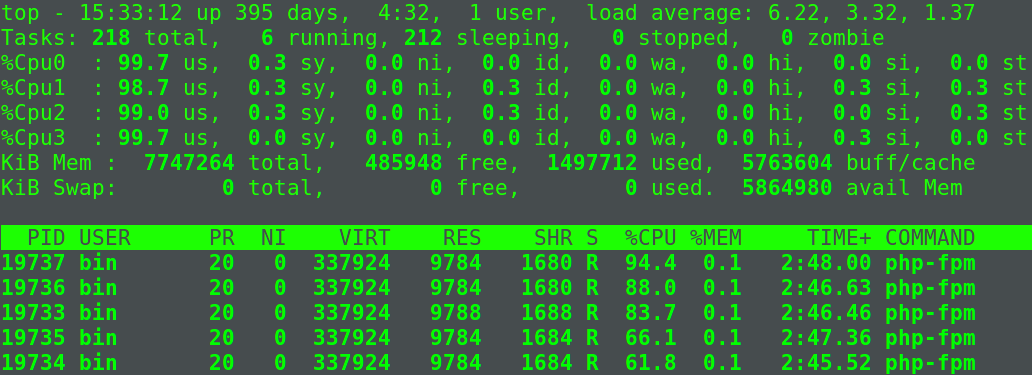 top - 15:33:12 up 395 days,  4:32,  1 user,  load average: 6.22, 3.32, 1.37
Tasks: 218 total,   6 running, 212 sleeping,   0 stopped,   0 zombie
%Cpu0  : 99.7 us,  0.3 sy,  0.0 ni,  0.0 id,  0.0 wa,  0.0 hi,  0.0 si,  0.0 st
%Cpu1  : 98.7 us,  0.3 sy,  0.0 ni,  0.3 id,  0.0 wa,  0.0 hi,  0.3 si,  0.3 st
%Cpu2  : 99.0 us,  0.3 sy,  0.0 ni,  0.3 id,  0.0 wa,  0.0 hi,  0.0 si,  0.3 st
%Cpu3  : 99.7 us,  0.0 sy,  0.0 ni,  0.0 id,  0.0 wa,  0.0 hi,  0.3 si,  0.0 st
KiB Mem :  7747264 total,   485948 free,  1497712 used,  5763604 buff/cache
KiB Swap:        0 total,        0 free,        0 used.  5864980 avail Mem
  PID USER      PR  NI    VIRT    RES    SHR S  %CPU %MEM     TIME+ COMMAND
19737 bin       20   0  337924   9784   1680 R  94.4  0.1   2:48.00 php-fpm
19736 bin       20   0  337924   9784   1684 R  88.0  0.1   2:46.63 php-fpm
19733 bin       20   0  337924   9788   1688 R  83.7  0.1   2:46.46 php-fpm
19735 bin       20   0  337924   9784   1684 R  66.1  0.1   2:47.36 php-fpm
19734 bin       20   0  337924   9784   1684 R  61.8  0.1   2:45.52 php-fpm